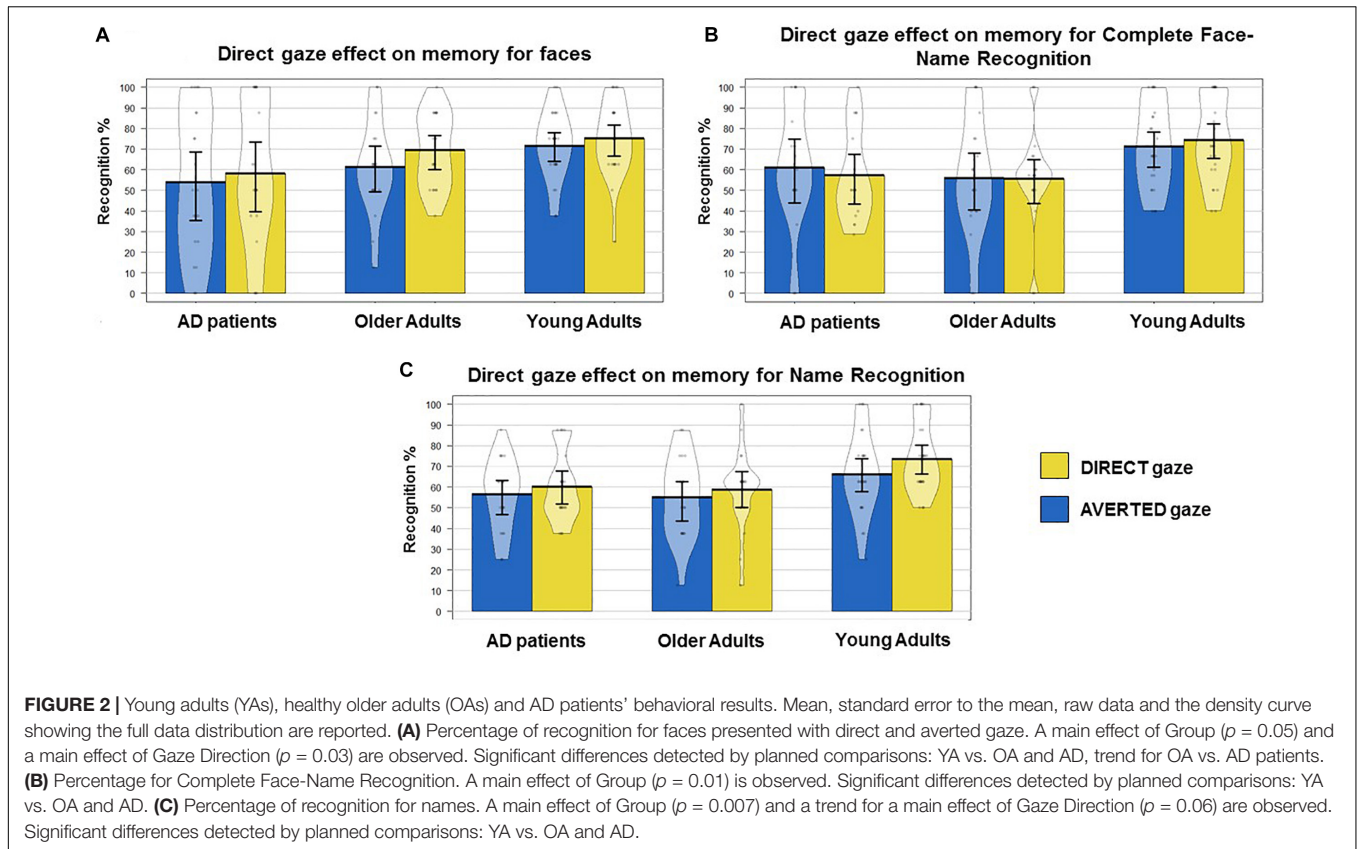 A
Direct gaze effect on memory for faces
Recognition %
100
90
80
70
60
50
40
30
20
10
0
AD patients
Older Adults
Young Adults
B
Direct gaze effect on memory for Complete Face-
Name Recognition
Recognition %
100
90
80
70
60
50
40
30
20
10
0
AD patients
Older Adults
Young Adults
C
Direct gaze effect on memory for Name Recognition
Recognition %
100
90
80
70
60
50
40
30
20
10
0
AD patients
Older Adults
Young Adults
DIRECT gaze
AVERTED gaze
FIGURE 2 | Young adults (YAs), healthy older adults (OAs) and AD patients' behavioral results. Mean, standard error to the mean, raw data and the density curve
showing the full data distribution are reported. (A) Percentage of recognition for faces presented with direct and averted gaze. A main effect of Group (p = 0.05) and
a main effect of Gaze Direction (p = 0.03) are observed. Significant differences detected by planned comparisons: YA vs. OA and AD, trend for OA vs. AD patients.
(B) Percentage for Complete Face-Name Recognition. A main effect of Group (p = 0.01) is observed. Significant differences detected by planned comparisons: YA
vs. OA and AD. (C) Percentage of recognition for names. A main effect of Group (p = 0.007) and a trend for a main effect of Gaze Direction (p = 0.06) are observed.
Significant differences detected by planned comparisons: YA vs. OA and AD.